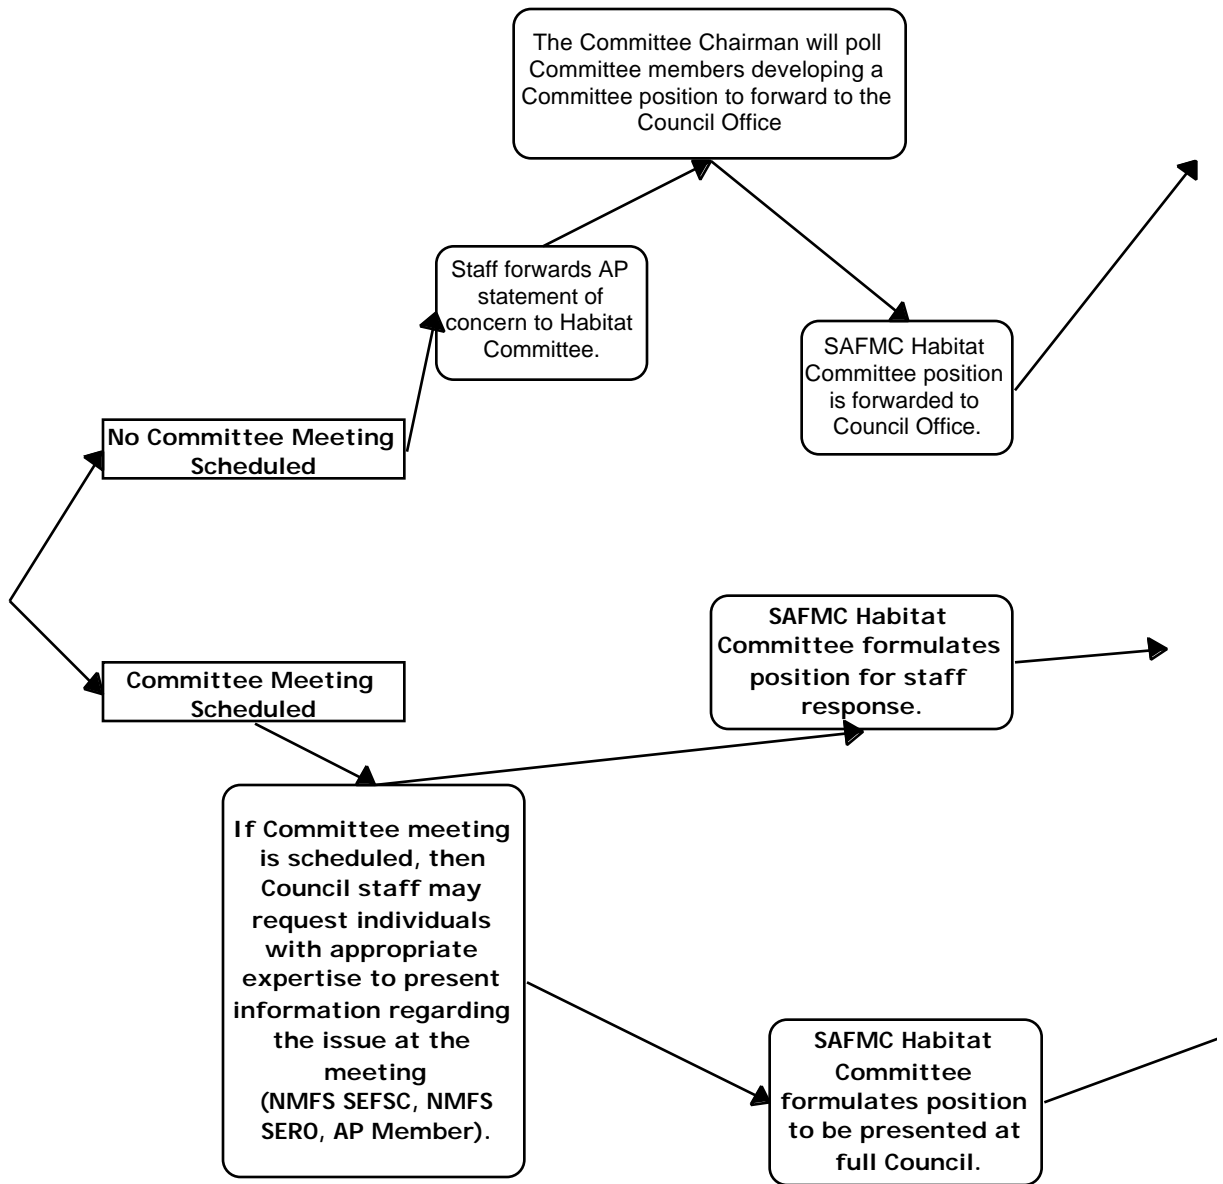 The Committee Chairman will poll
Committee members developing a
Committee position to forward to the
Council Office
Staff forwards AP
statement of
concern to Habitat
Committee.
SAFMC Habitat
Committee position
is forwarded to
Council Office.
No Committee Meeting
Scheduled
Committee Meeting
Scheduled
SAFMC Habitat
Committee formulates
position for staff
response.
If Committee meeting
is scheduled, then
Council staff may
request individuals
with appropriate
expertise to present
information regarding
the issue at the
meeting
(NMFS SEFSC, NMFS
SERO, AP Member).
SAFMC Habitat
Committee
formulates position
to be presented at
full Council.